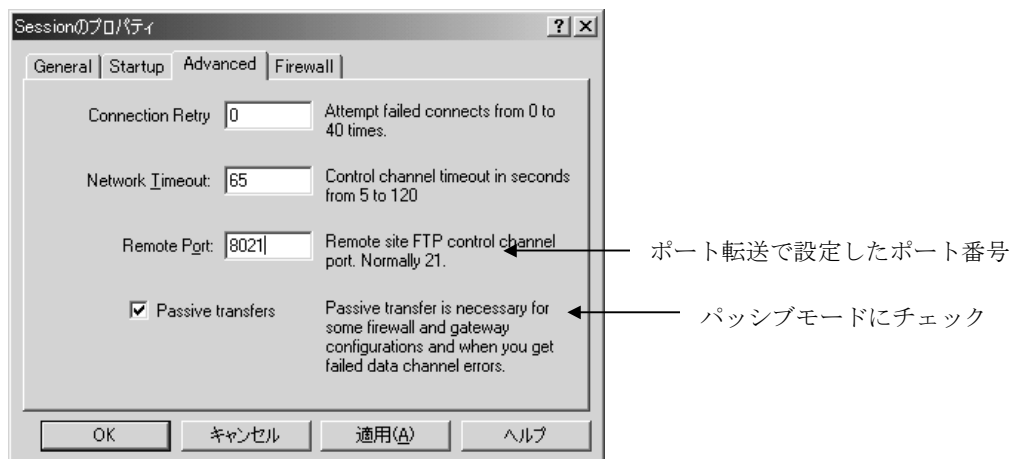 Sessionのプロパティ
General Startup Advanced Firewall
Connection Retry 0 Attempt failed connects from 0 to
40 times.
Network Timeout: 65 Control channel timeout in seconds
from 5 to 120
Remote Port: 8021 Remote site FTP control channel
port. Normally 21.
ポート転送で設定したポート番号
Passive transfers Passive transfer is necessary for
some firewall and gateway
configurations and when you get
failed data channel errors.
パッシブモードにチェック
OK キャンセル 適用(A) ヘルプ